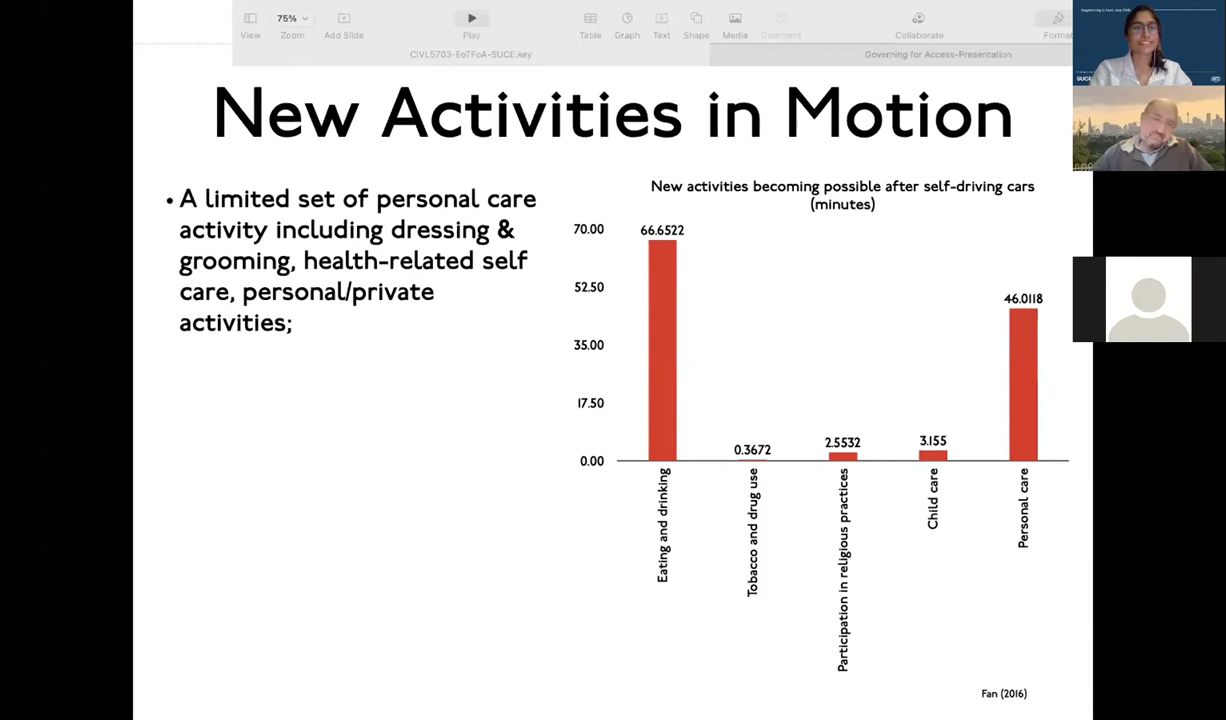 75%
View
Zoom
Add Slide
Play
Table
Graph
Text
Shape
Media
Comment
Collaborate
Format
CIVL5703-EoTFoA-SUCE.key
Governing for Access-Presentation
New Activities in Motion
• A limited set of personal care
activity including dressing &
grooming, health-related self
care, personal/private
activities;
New activities becoming possible after self-driving cars
(minutes)
70.00
52.50
35.00
17.50
0.00
66.6522
0.3672
2.5532
3.155
46.0118
Eating and drinking
Tobacco and drug use
Participation in religious practices
Child care
Personal care
Fan (2016)
SUCE